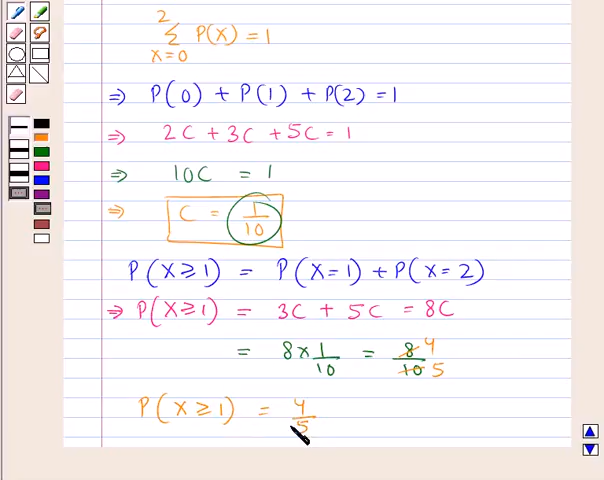 2
Σ P(X) = 1
X=0
⇒ P(0) + P(1) + P(2) = 1
⇒ 2C + 3C + 5C = 1
⇒ 10C = 1
⇒ C = 1/10
P(X≥1) = P(X=1) + P(X=2)
⇒ P(X≥1) = 3C + 5C = 8C
= 8×1/10 = 8/10 4/5
P(X≥1) = 4/5